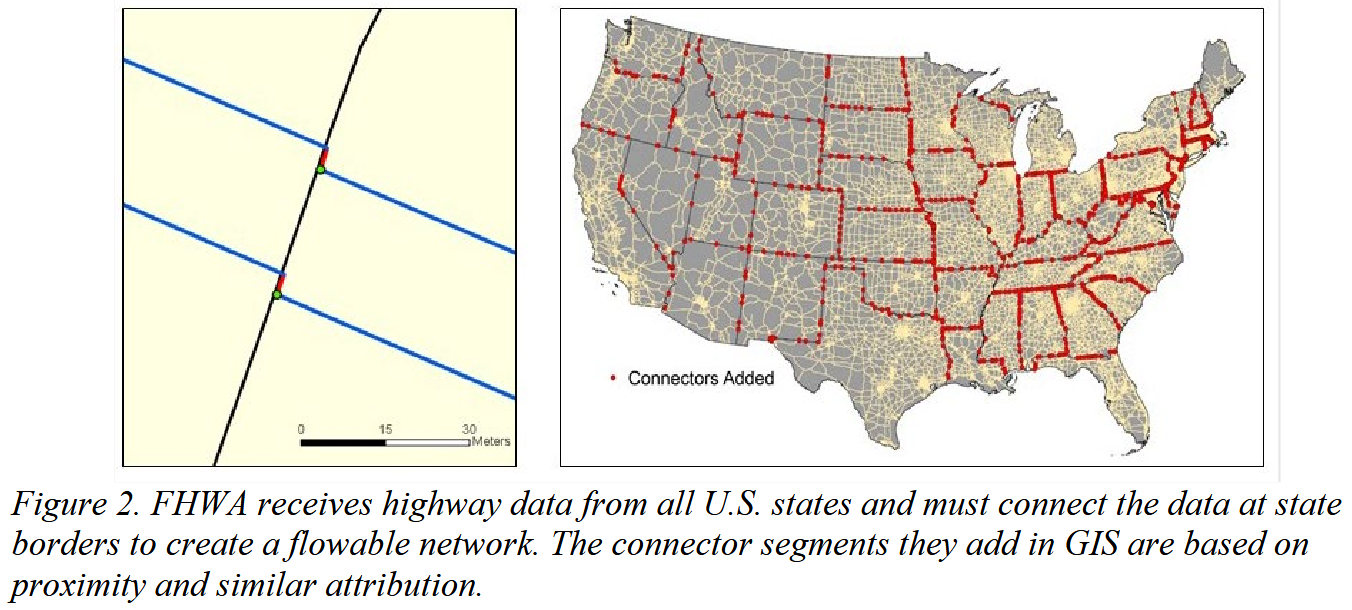 0 15 30
Meters
Connectors Added
Figure 2. FHWA receives highway data from all U.S. states and must connect the data at state
borders to create a flowable network. The connector segments they add in GIS are based on
proximity and similar attribution.